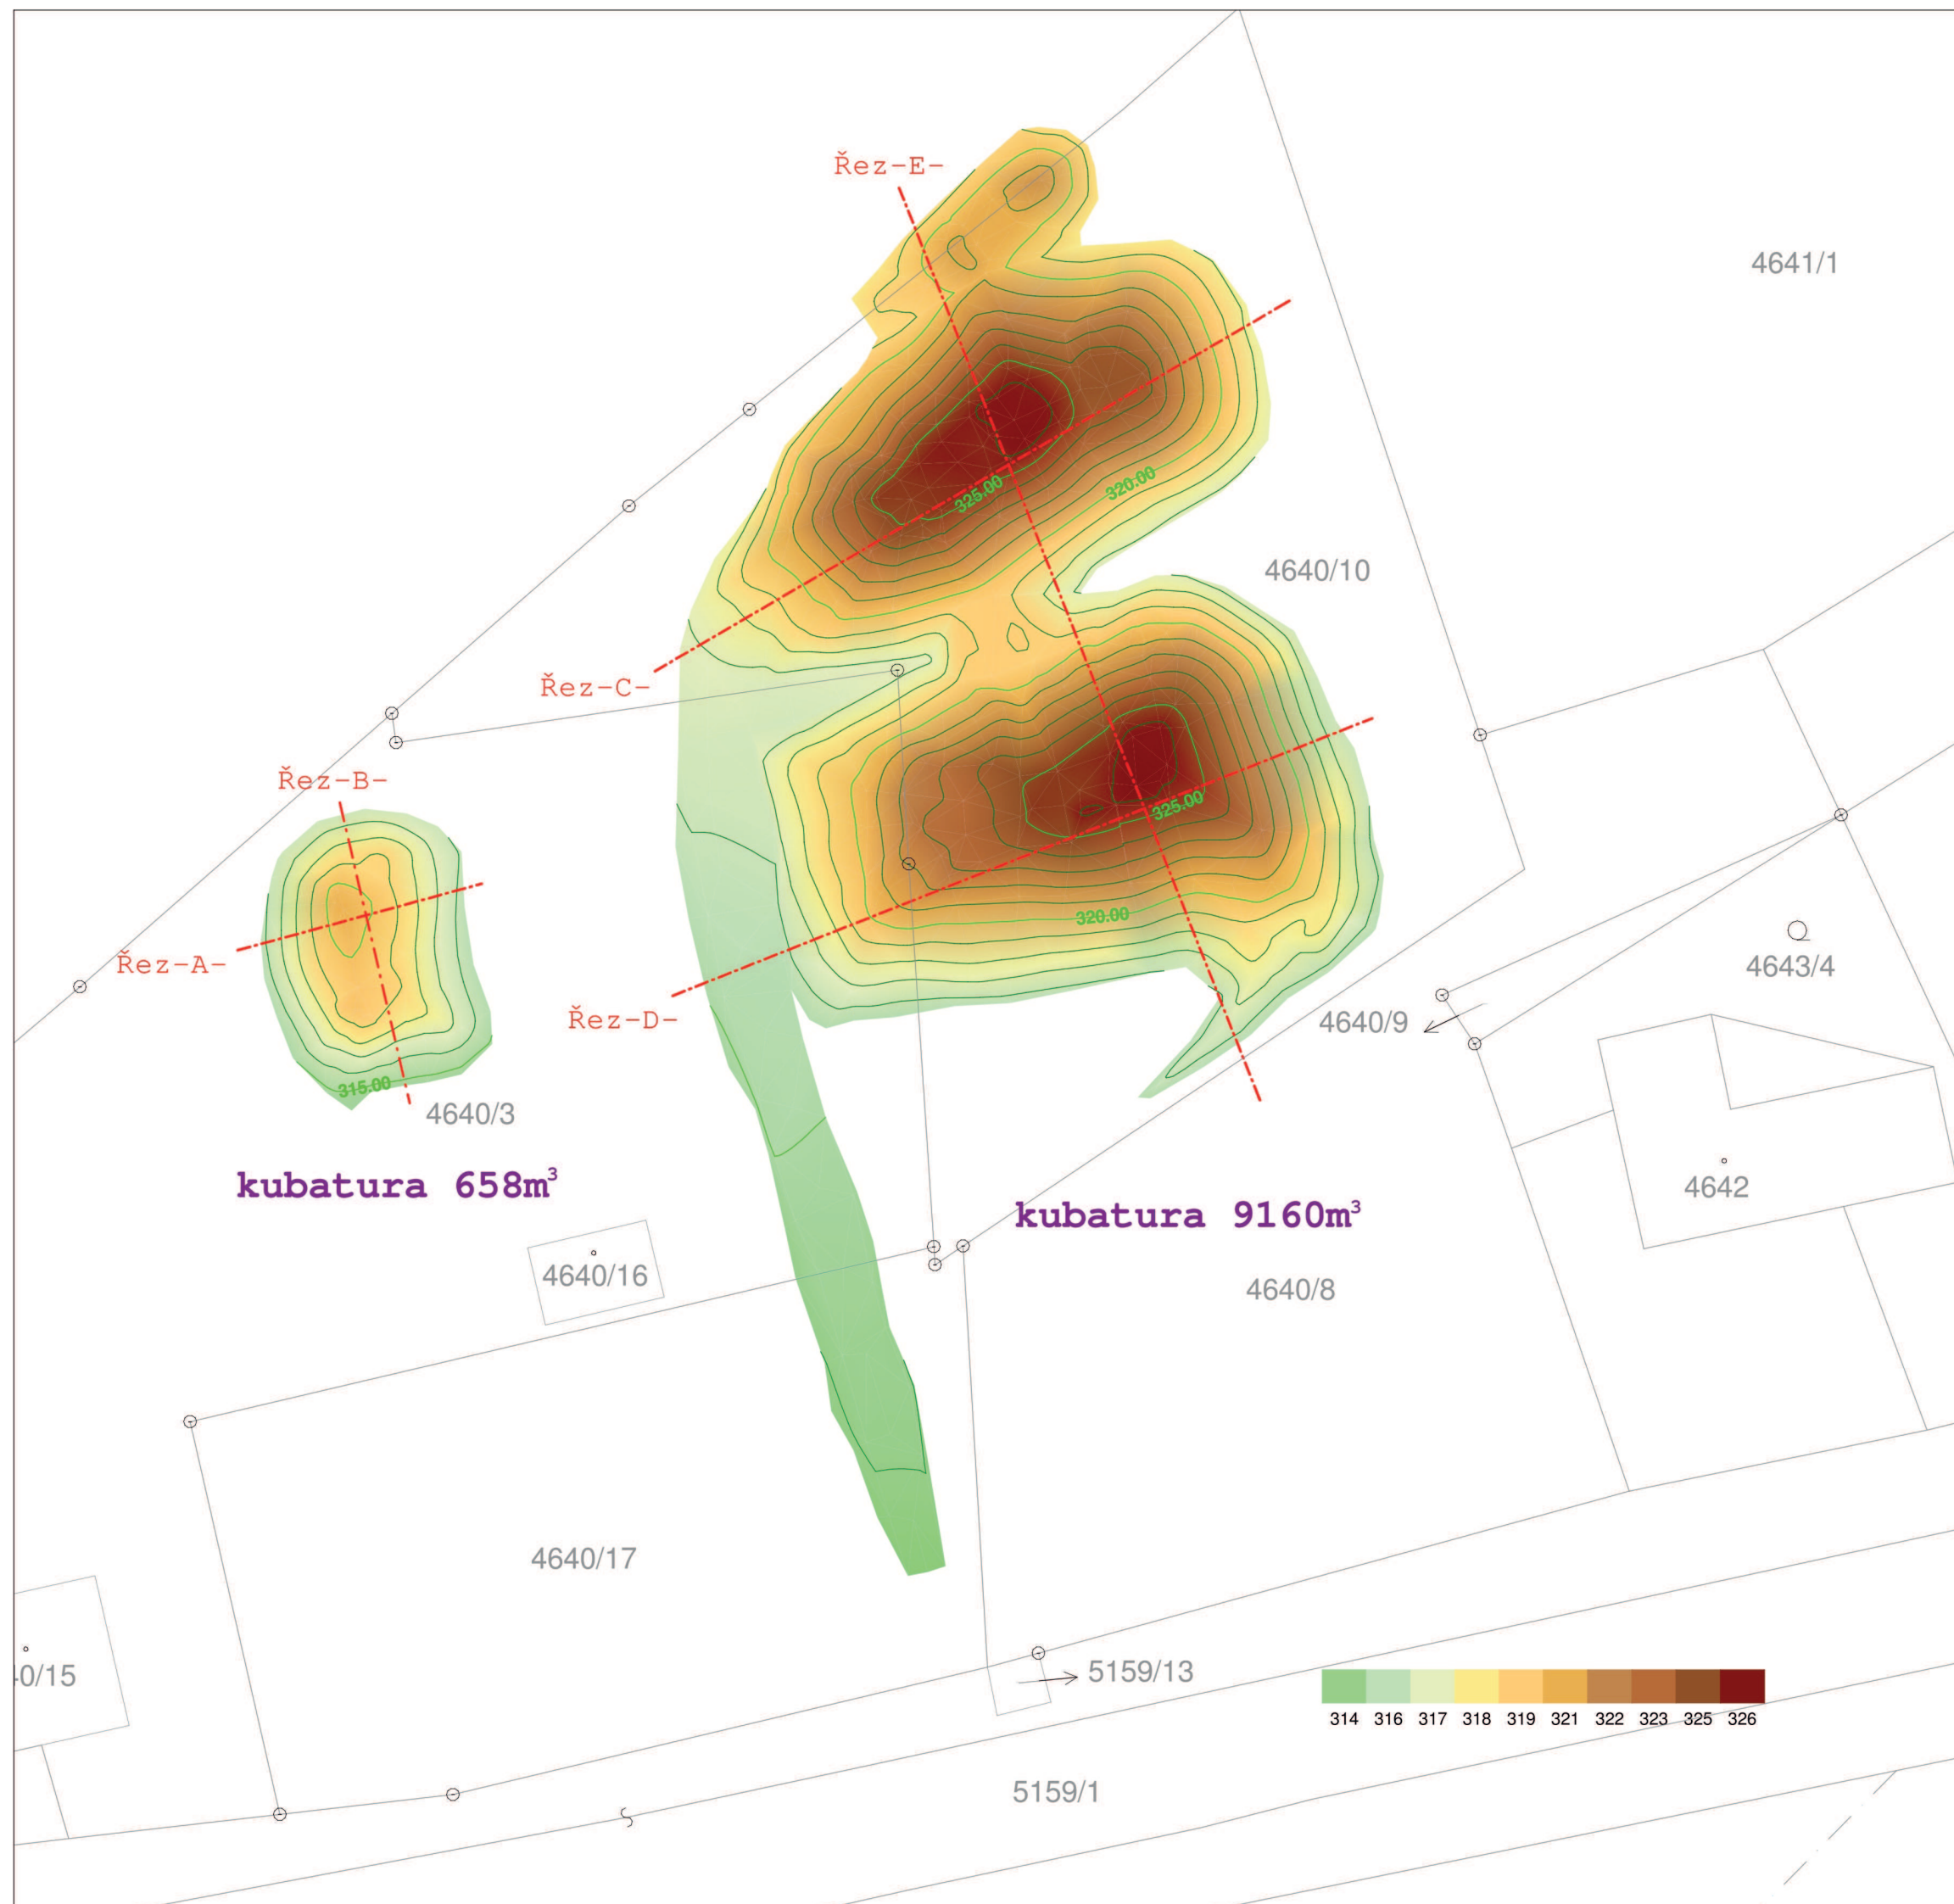 Řez-E-
4641/1
325.00
320.00
4640/10
Řez-C-
Řez-B-
325.00
320.00
Řez-A-
4643/4
Řez-D-
4640/9
315.00
4640/3
kubatura 658m³
4642
kubatura 9160m³
4640/16
4640/8
4640/17
5159/13
0/15
314 316 317 318 319 321 322 323 325 326
5159/1